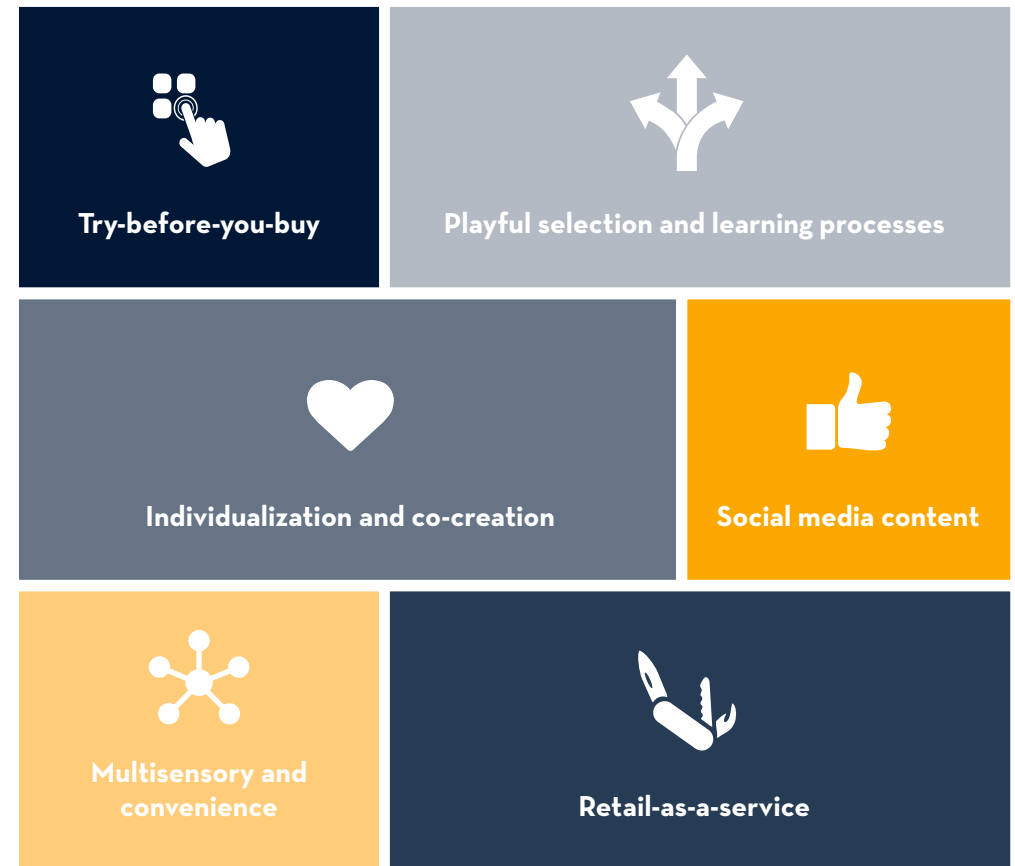 Try-before-you-buy
Playful selection and learning processes
Individualization and co-creation
Social media content
Multisensory and
convenience
Retail-as-a-service